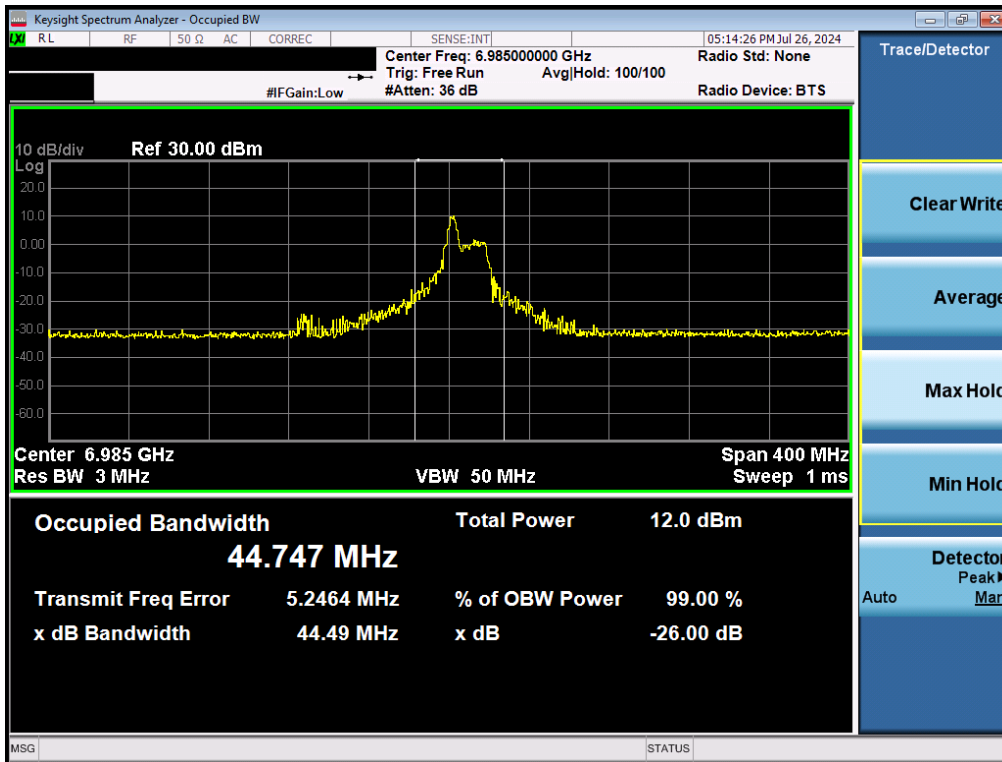 Keysight Spectrum Analyzer - Occupied BW
LXI RL RF 50 Ω AC CORREC SENSE:INT 05:14:26 PM Jul 26, 2024
Center Freq: 6.985000000 GHz Radio Std: None
Trig: Free Run Avg|Hold: 100/100
#IFGain:Low #Atten: 36 dB Radio Device: BTS
10 dB/div Ref 30.00 dBm
Log
20.0
10.0
0.00
-10.0
-20.0
-30.0
-40.0
-50.0
-60.0
Center 6.985 GHz Span 400 MHz
Res BW 3 MHz VBW 50 MHz Sweep 1 ms
Occupied Bandwidth Total Power 12.0 dBm
44.747 MHz
Transmit Freq Error 5.2464 MHz % of OBW Power 99.00 %
x dB Bandwidth 44.49 MHz x dB -26.00 dB
MSG STATUS
Trace/Detector
Clear Write
Average
Max Hold
Min Hold
Detector
Peak
Auto Man